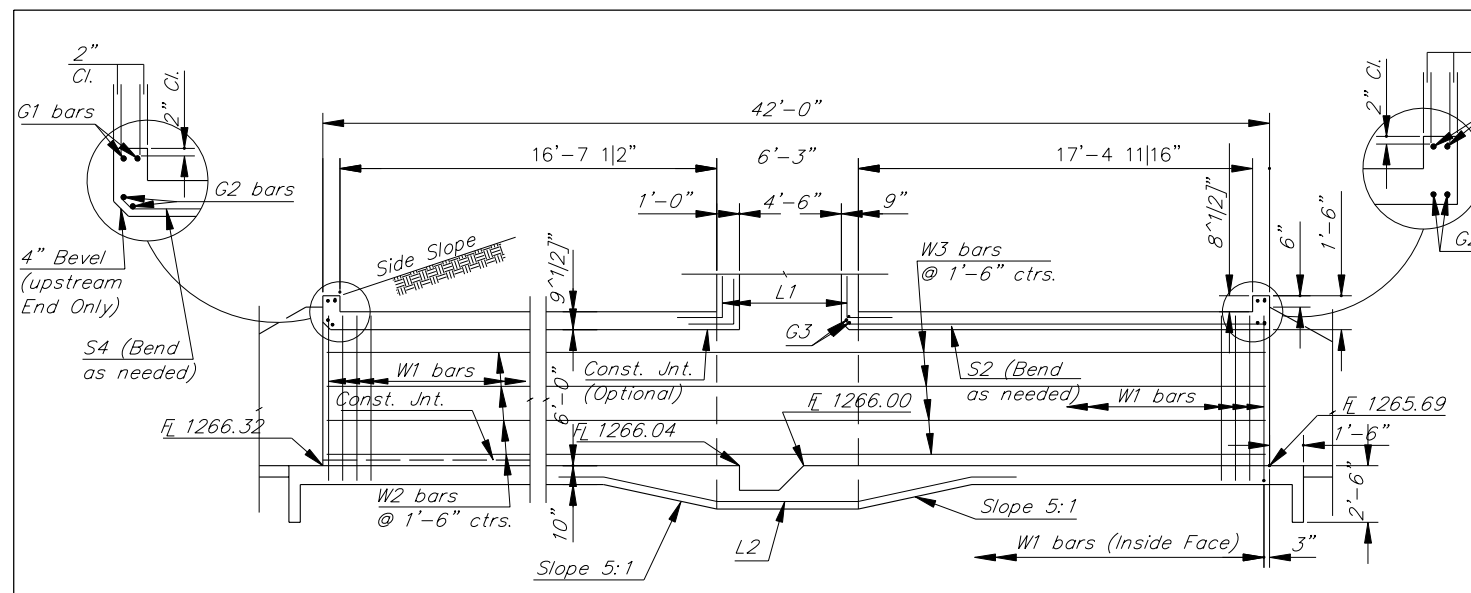 2"
Cl.
G1 bars
2" Cl.
G2 bars
4" Bevel
(upstream
End Only)
S4 (Bend
as needed)
Side Slope
42'-0"
16'-7 1|2"
6'-3"
17'-4 11|16"
1'-0"
4'-6"
9"
9^1/2]"
L1
G3
W3 bars
@ 1'-6" ctrs.
8^1/2]"
6"
1'-6"
2" Cl.
G2
W1 bars
Const. Jnt.
6'-0"
Const. Jnt.
(Optional)
S2 (Bend
as needed)
W1 bars
FL 1266.32
FL 1266.04
FL 1266.00
FL 1265.69
1'-6"
W2 bars
@ 1'-6" ctrs.
10"
L2
Slope 5:1
Slope 5:1
2'-6"
W1 bars (Inside Face)
3"